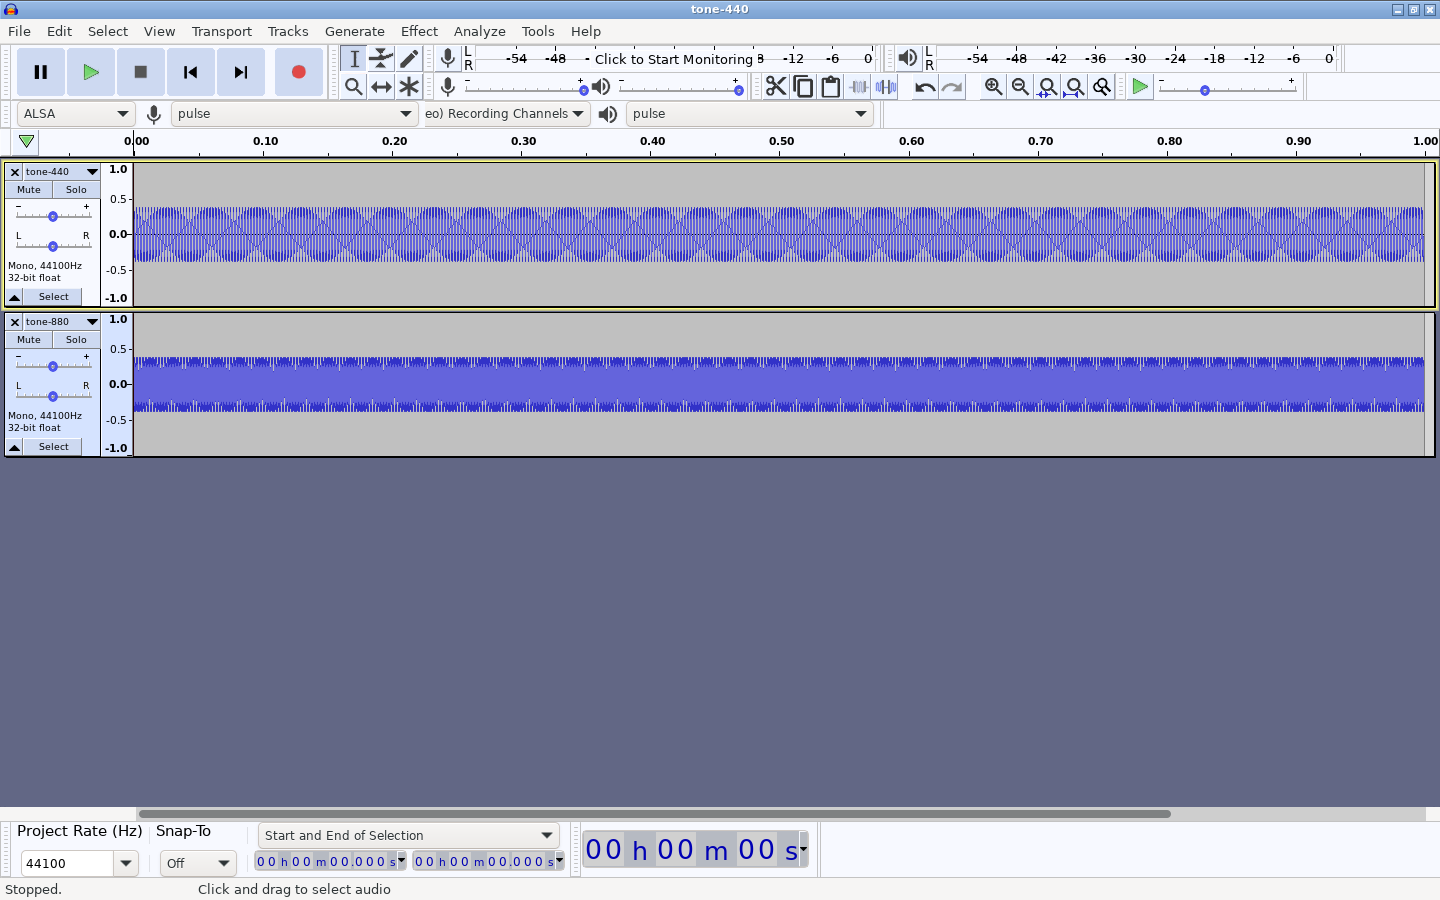 tone-440
File Edit Select View Transport Tracks Generate Effect Analyze Tools Help
L R -54 -48 - Click to Start Monitoring -12 -6 0 L R -54 -48 -42 -36 -30 -24 -18 -12 -6 0
ALSA pulse eo) Recording Channels pulse
0.00 0.10 0.20 0.30 0.40 0.50 0.60 0.70 0.80 0.90 1.00
tone-440
Mute Solo
- +
L R
Mono, 44100Hz
32-bit float
Select
1.0
0.5
0.0
-0.5
-1.0
tone-880
Mute Solo
- +
L R
Mono, 44100Hz
32-bit float
Select
1.0
0.5
0.0
-0.5
-1.0
Project Rate (Hz) Snap-To Start and End of Selection
44100 Off 00 h 00 m 00.000 s 00 h 00 m 00.000 s 00 h 00 m 00 s
Stopped. Click and drag to select audio